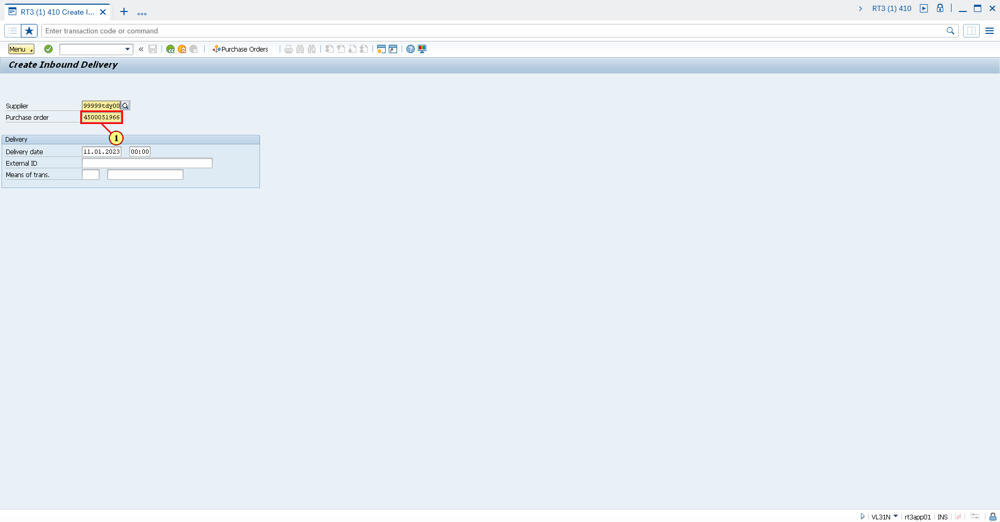 RT3 (1) 410 Create I...
RT3 (1) 410
Enter transaction code or command
Menu
Purchase Orders
Create Inbound Delivery
Supplier 99999tdy00
Purchase order 4500051966
1
Delivery
Delivery date 11.01.2023 00:00
External ID
Means of trans.
VL31N rt3app01 INS